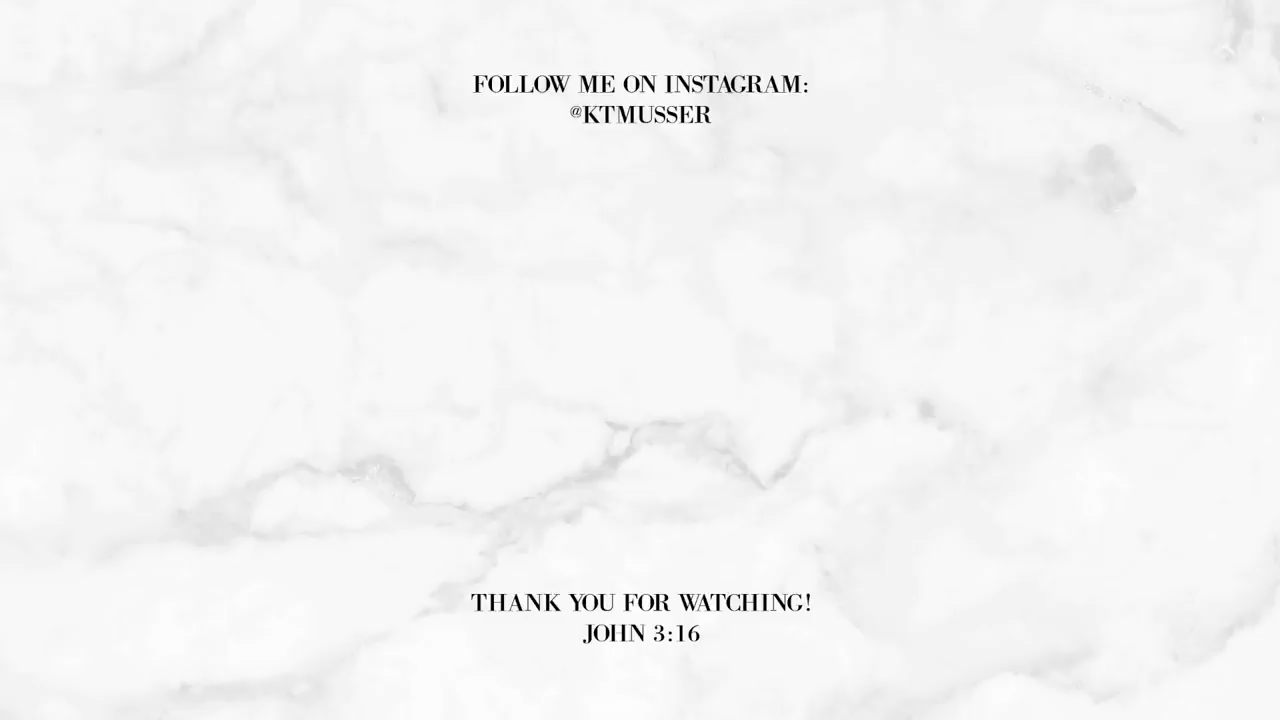 FOLLOW ME ON INSTAGRAM:
@KTMUSSER
THANK YOU FOR WATCHING!
JOHN 3:16